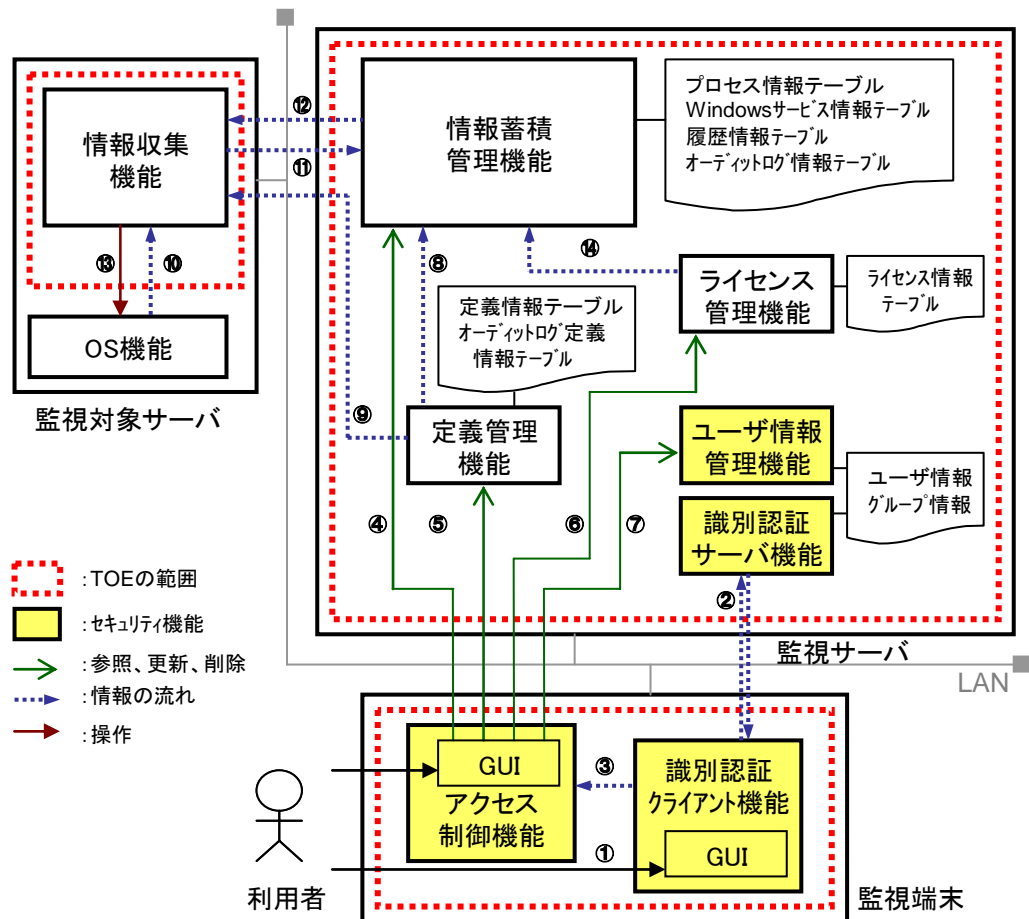 情報収集
機能
⑬
⑩
OS機能
監視対象サーバ
⑫
⑪
⑨
情報蓄積
管理機能
プロセス情報テーブル
Windowsサービス情報テーブル
履歴情報テーブル
オーディットログ情報テーブル
⑧
⑭
ライセンス
管理機能
ライセンス情報
テーブル
定義情報テーブル
オーディットログ定義
情報テーブル
定義管理
機能
ユーザ情報
管理機能
ユーザ情報
グループ情報
識別認証
サーバ機能
④
⑤
⑥
⑦
②
監視サーバ
LAN
:TOEの範囲
:セキュリティ機能
:参照、更新、削除
:情報の流れ
:操作
GUI
アクセス
制御機能
③
識別認証
クライアント機能
GUI
①
利用者
監視端末